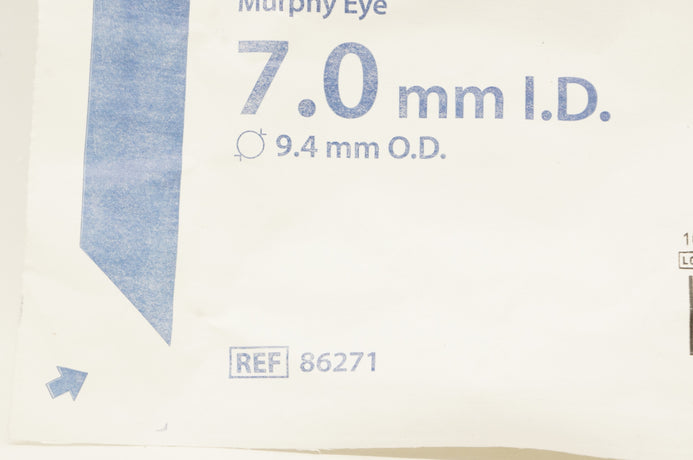 Murphy Eye
7.0 mm I.D.
9.4 mm O.D.
REF 86271